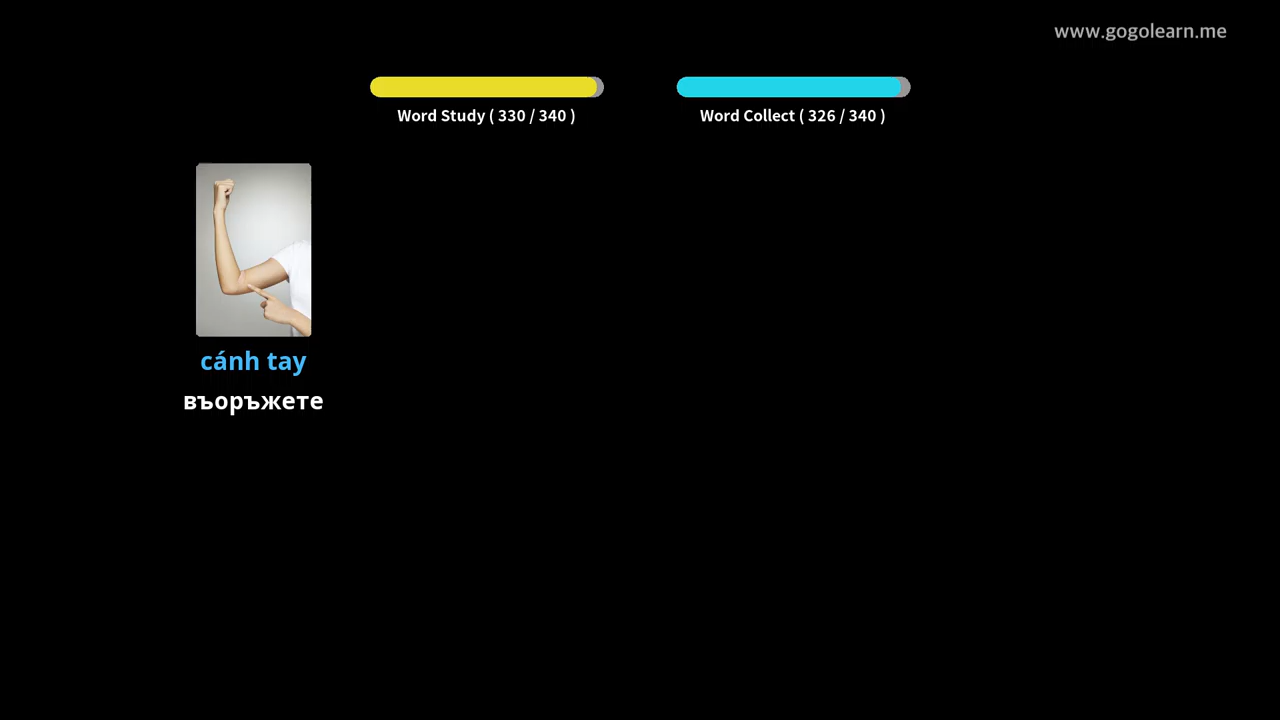 www.gogolearn.me
Word Study ( 330 / 340 )
Word Collect ( 326 / 340 )
cánh tay
въоръжете